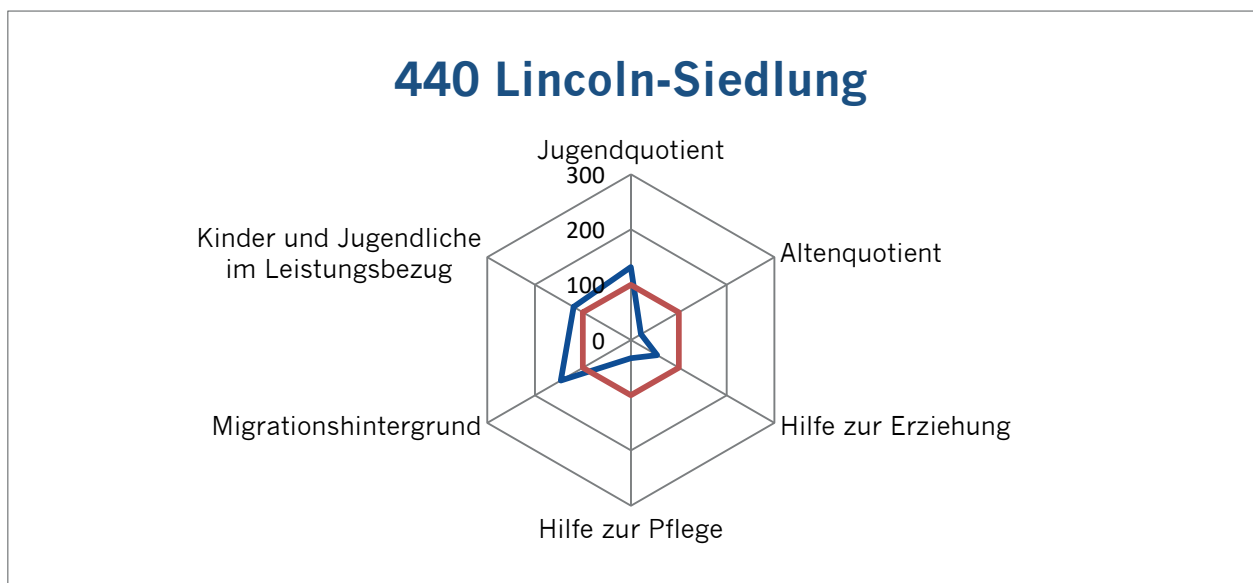 440 Lincoln-Siedlung
Jugendquotient
300
200
100
0
Kinder und Jugendliche
im Leistungsbezug
Altenquotient
Migrationshintergrund
Hilfe zur Erziehung
Hilfe zur Pflege